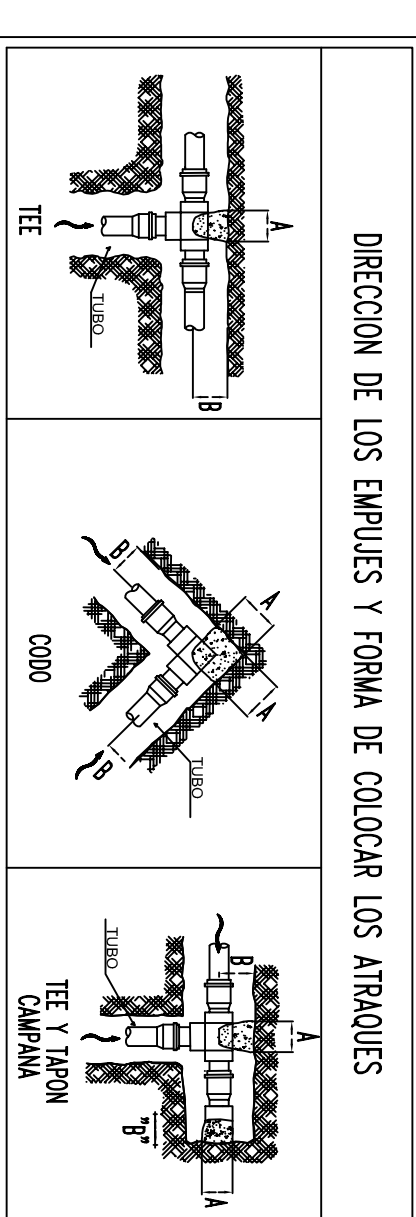 DIRECCION DE LOS EMPUJES Y FORMA DE COLOCAR LOS ATRAQUES
A
B
TUBO
TEE
A
A
B
B
TUBO
CODO
B
A
A
"B"
TUBO
TEE Y TAPON
CAMPANA